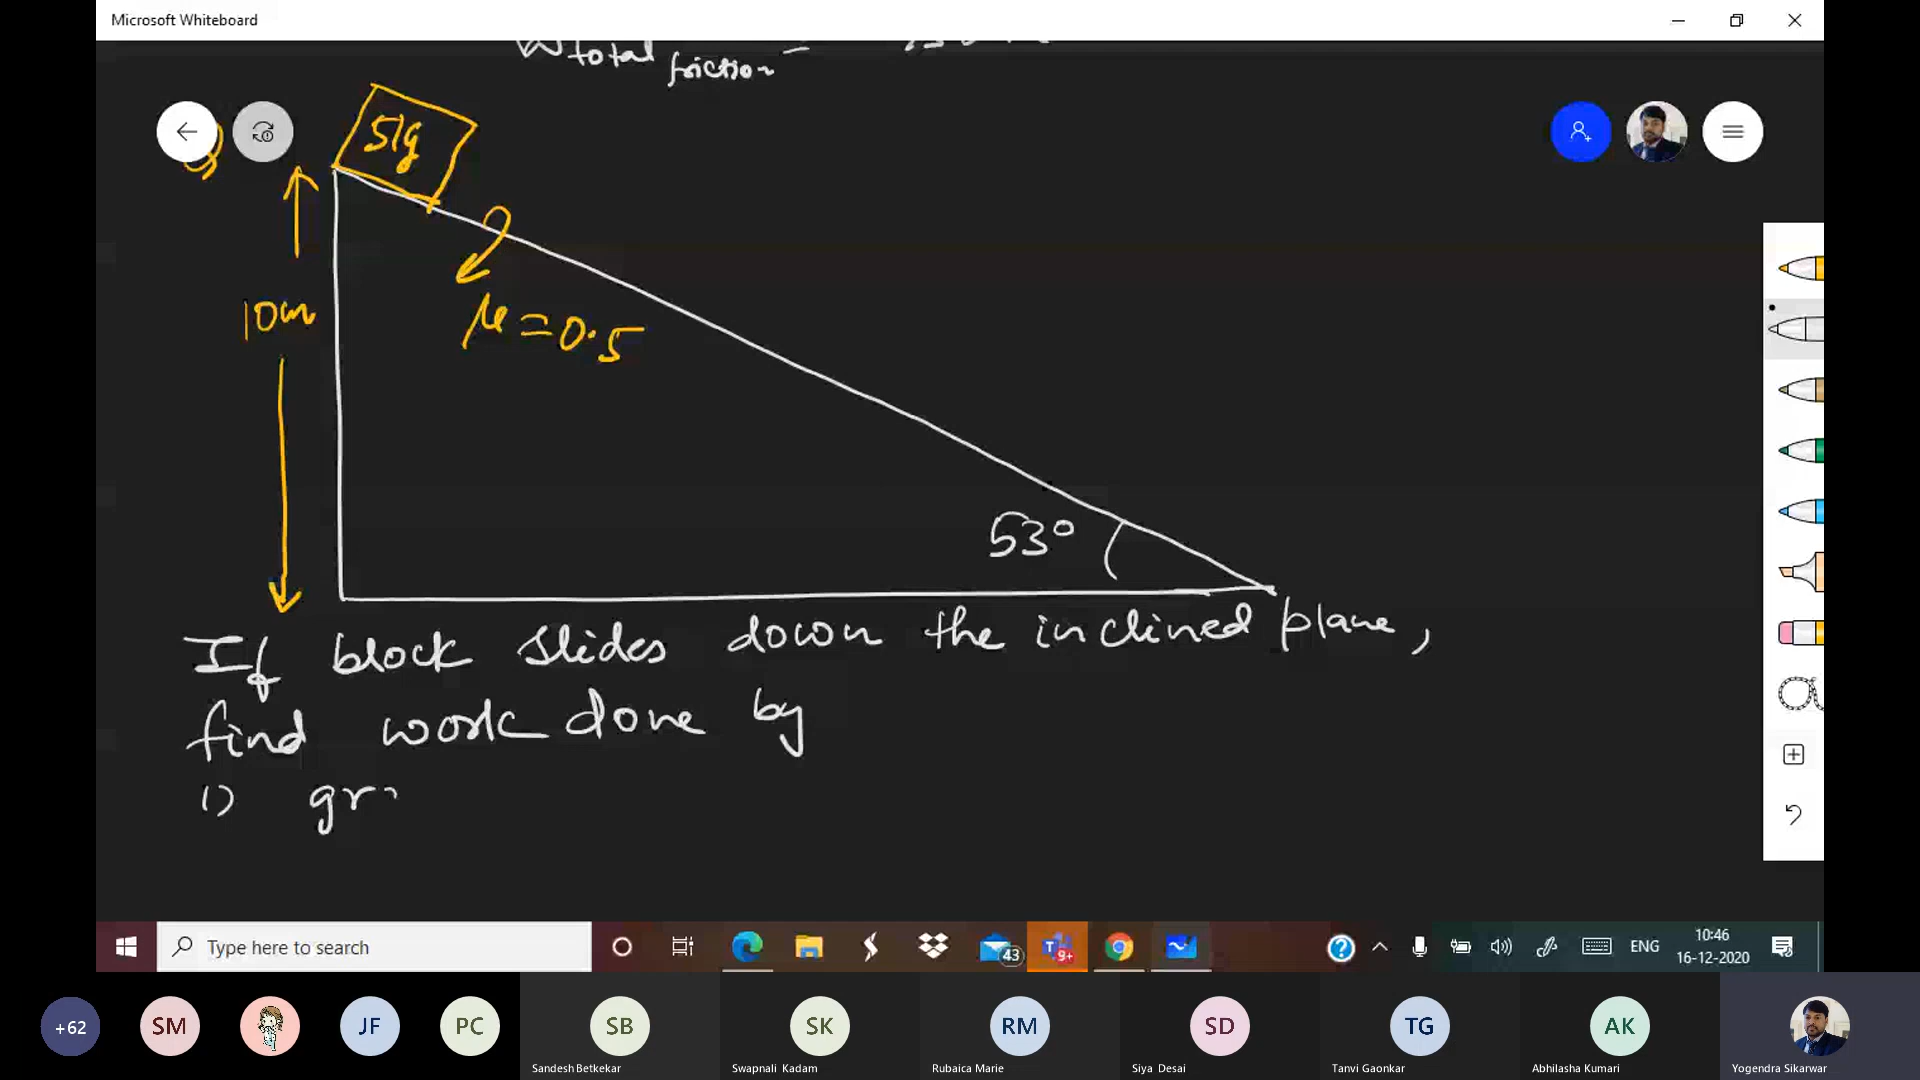 Microsoft Whiteboard
total friction =
5kg
10m
μ = 0.5
53°
If block slides down the inclined plane,
find work done by
1) gr
Type here to search
43
9+
ENG
10:46
16-12-2020
+62
SM
JF
PC
SB
SK
RM
SD
TG
AK
Sandesh Betkekar
Swapnali Kadam
Rubaica Marie
Siya Desai
Tanvi Gaonkar
Abhilasha Kumari
Yogendra Sikarwar